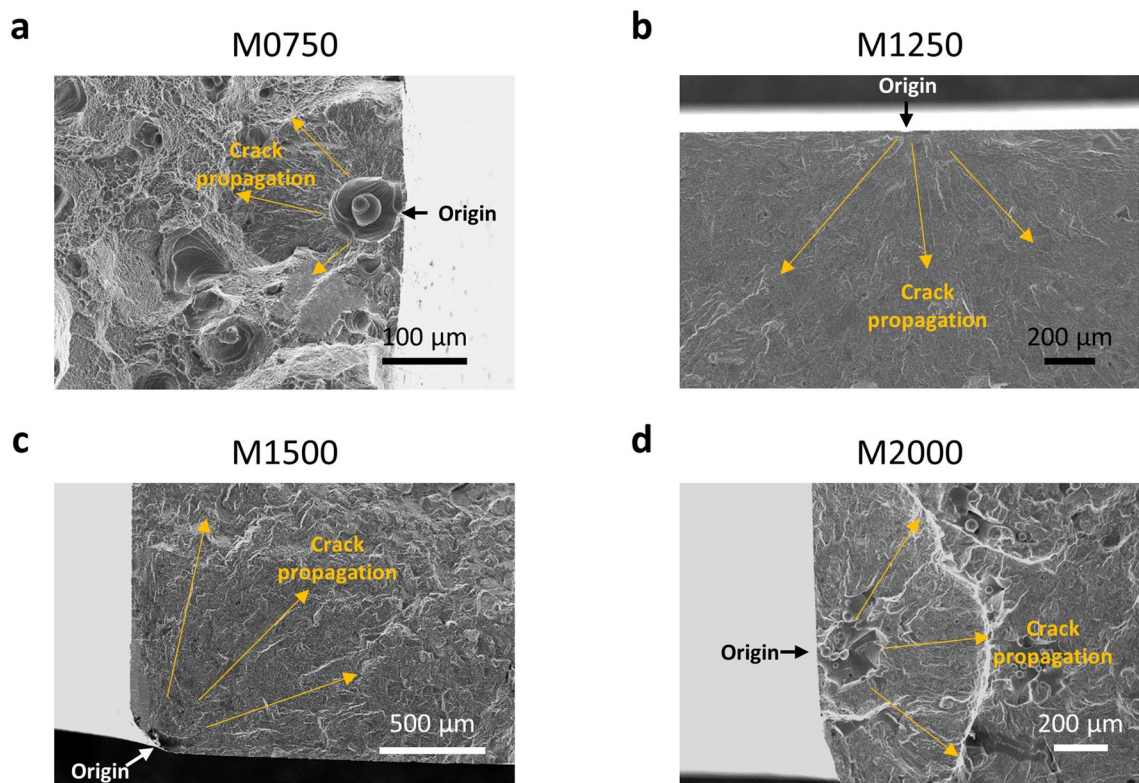 a
M0750
Crack
propagation
Origin
100 μm
b
M1250
Origin
Crack
propagation
200 μm
c
M1500
Crack
propagation
500 μm
Origin
d
M2000
Origin
Crack
propagation
200 μm